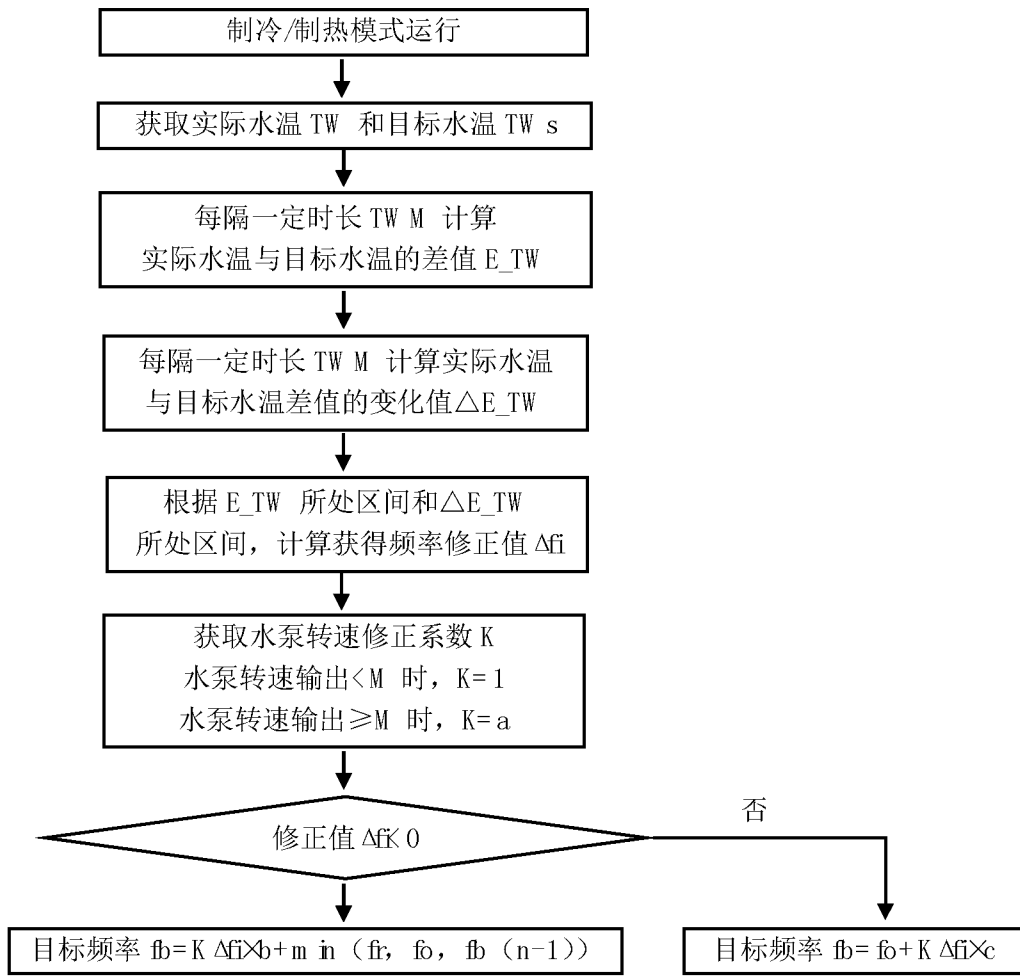 制冷/制热模式运行
获取实际水温 TW 和目标水温 TW s
每隔一定时长 TW M 计算
实际水温与目标水温的差值 E_TW
每隔一定时长 TW M 计算实际水温
与目标水温差值的变化值△E_TW
根据 E_TW 所处区间和△E_TW
所处区间，计算获得频率修正值 Δfi
获取水泵转速修正系数 K
水泵转速输出<M 时，K=1
水泵转速输出≥M 时，K=a
修正值 Δfi<0
否
目标频率 fb=K Δfi×b+min（fr, fo, fb（n-1））
目标频率 fb=fo+K Δfi×c